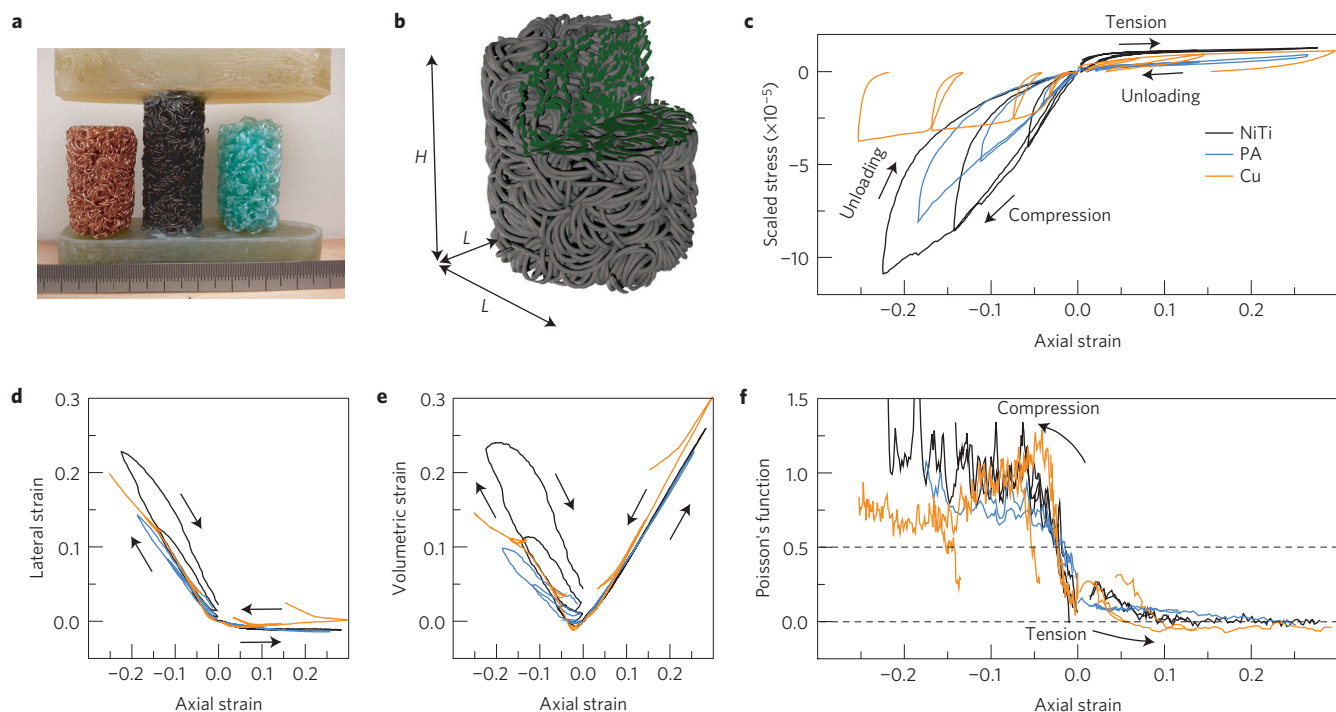 a
b
H
L
L
c
Tension
Unloading
Unloading
Compression
NiTi
PA
Cu
0
−5
−10
Scaled stress (×10−5)
−0.2
−0.1
0.0
0.1
0.2
Axial strain
d
0.3
0.2
0.1
0.0
Lateral strain
−0.2
−0.1
0.0
0.1
0.2
Axial strain
e
0.3
0.2
0.1
0.0
Volumetric strain
−0.2
−0.1
0.0
0.1
0.2
Axial strain
f
1.5
1.0
0.5
0.0
Poisson's function
Compression
Tension
−0.2
−0.1
0.0
0.1
0.2
Axial strain